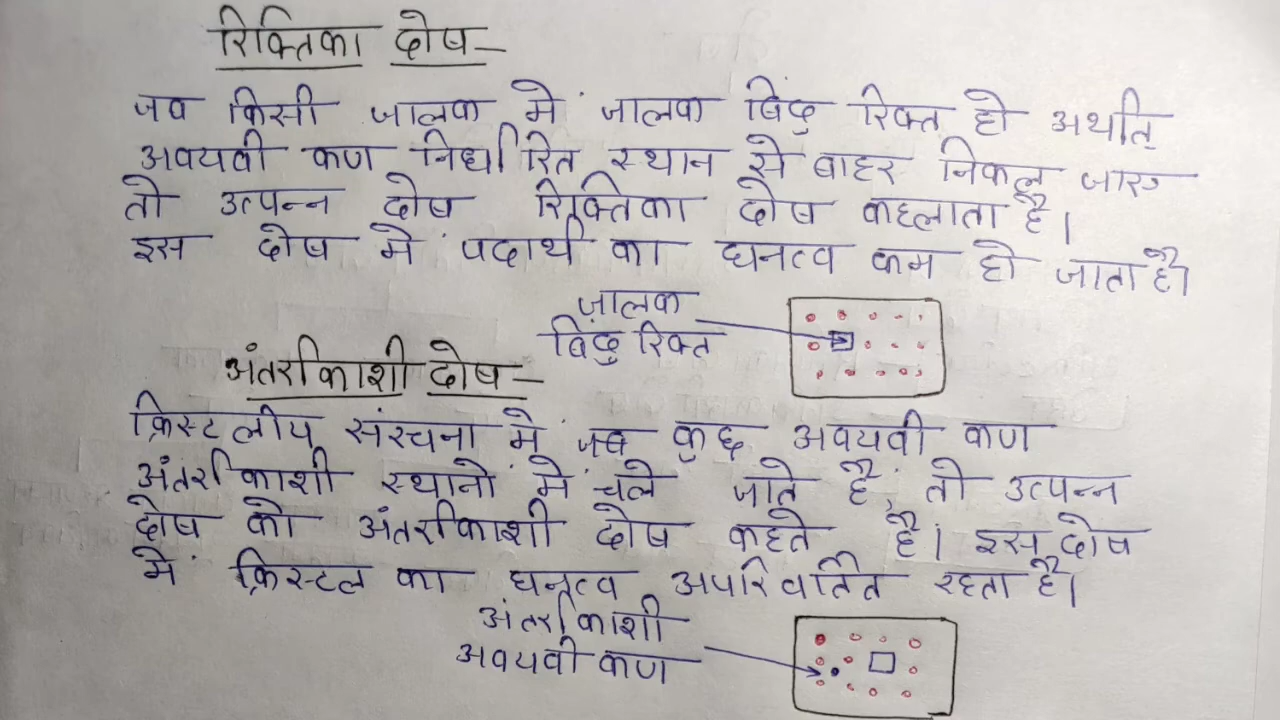 रिक्तिका दोष–
जब किसी जालक में जालक बिंदु रिक्त हो अर्थात्
अवयवी कण निर्धारित स्थान से बाहर निकल जाए
तो उत्पन्न दोष रिक्तिका दोष कहलाता है।
इस दोष में पदार्थ का घनत्व कम हो जाता है।
जालक
बिंदु रिक्त
अंतर्राकाशी दोष–
क्रिस्टलीय संरचना में जब कुछ अवयवी कण
अंतर्राकाशी स्थानों में चले जाते हैं, तो उत्पन्न
दोष को अंतर्राकाशी दोष कहते हैं। इस दोष
में क्रिस्टल का घनत्व अपरिवर्तित रहता है।
अंतर्राकाशी
अवयवी कण